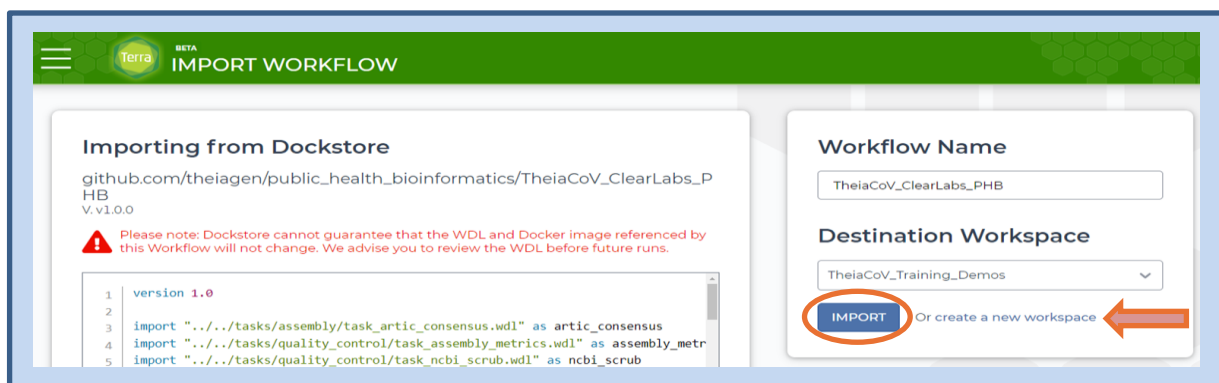 Terra
BETA
IMPORT WORKFLOW
Importing from Dockstore
github.com/theiagen/public_health_bioinformatics/TheiaCoV_ClearLabs_P
HB
V. v1.0.0
Please note: Dockstore cannot guarantee that the WDL and Docker image referenced by
this Workflow will not change. We advise you to review the WDL before future runs.
1 version 1.0
2
3 import "../../tasks/assembly/task_artic_consensus.wdl" as artic_consensus
4 import "../../tasks/quality_control/task_assembly_metrics.wdl" as assembly_metr
5 import "../../tasks/quality_control/task_ncbi_scrub.wdl" as ncbi_scrub
Workflow Name
TheiaCoV_ClearLabs_PHB
Destination Workspace
TheiaCoV_Training_Demos
IMPORT Or create a new workspace